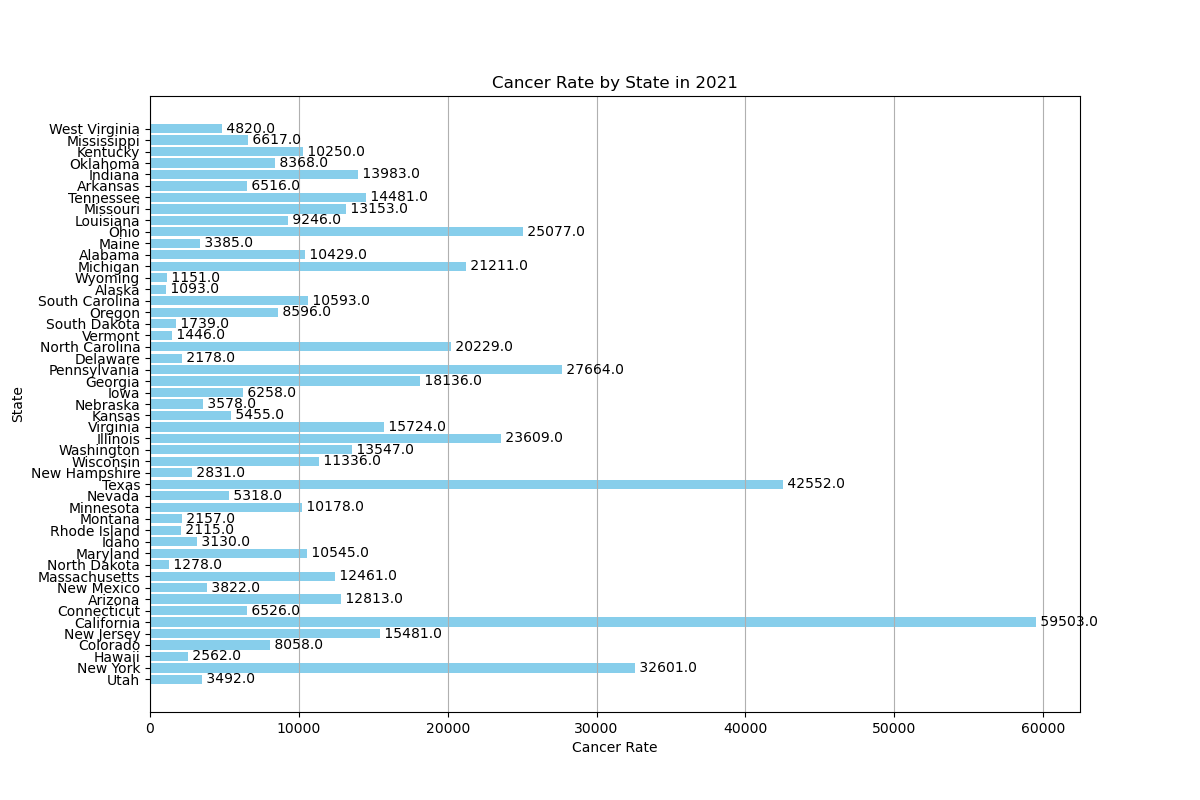 Cancer Rate by State in 2021
West Virginia 4820.0
Mississippi 6617.0
Kentucky 10250.0
Oklahoma 8368.0
Indiana 13983.0
Arkansas 6516.0
Tennessee 14481.0
Missouri 13153.0
Louisiana 9246.0
Ohio 25077.0
Maine 3385.0
Alabama 10429.0
Michigan 21211.0
Wyoming 1151.0
Alaska 1093.0
South Carolina 10593.0
Oregon 8596.0
South Dakota 1739.0
Vermont 1446.0
North Carolina 20229.0
Delaware 2178.0
Pennsylvania 27664.0
Georgia 18136.0
Iowa 6258.0
Nebraska 3578.0
Kansas 5455.0
Virginia 15724.0
Illinois 23609.0
Washington 13547.0
Wisconsin 11336.0
New Hampshire 2831.0
Texas 42552.0
Nevada 5318.0
Minnesota 10178.0
Montana 2157.0
Rhode Island 2115.0
Idaho 3130.0
Maryland 10545.0
North Dakota 1278.0
Massachusetts 12461.0
New Mexico 3822.0
Arizona 12813.0
Connecticut 6526.0
California 59503.0
New Jersey 15481.0
Colorado 8058.0
Hawaii 2562.0
New York 32601.0
Utah 3492.0
State
0 10000 20000 30000 40000 50000 60000
Cancer Rate